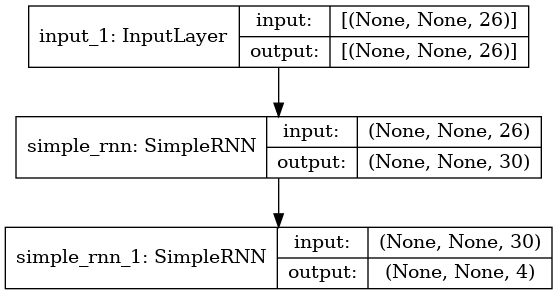 input_1: InputLayer
input: [(None, None, 26)]
output: [(None, None, 26)]
simple_rnn: SimpleRNN
input: (None, None, 26)
output: (None, None, 30)
simple_rnn_1: SimpleRNN
input: (None, None, 30)
output: (None, None, 4)